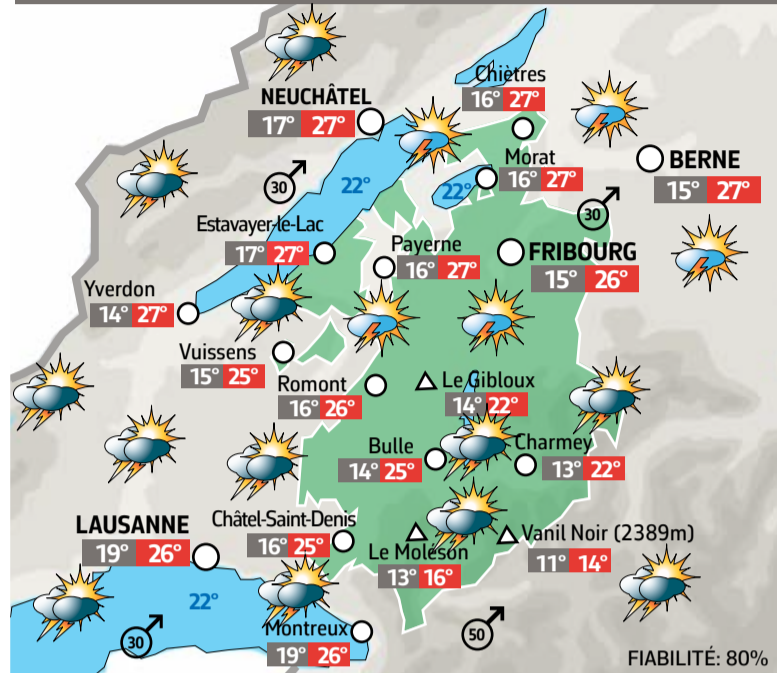 Chiètres
16° 27°
NEUCHÂTEL
17° 27°
Morat
16° 27°
BERNE
15° 27°
30
22°
22°
30
Estavayer-le-Lac
17° 27°
Payerne
16° 27°
FRIBOURG
15° 26°
Yverdon
14° 27°
Vuissens
15° 25°
Romont
16° 26°
Le Gibloux
14° 22°
Bulle
14° 25°
Charmey
13° 22°
LAUSANNE
19° 26°
Châtel-Saint-Denis
16° 25°
Le Moléson
13° 16°
Vanil Noir (2389m)
11° 14°
22°
30
Montreux
19° 26°
50
FIABILITÉ: 80%